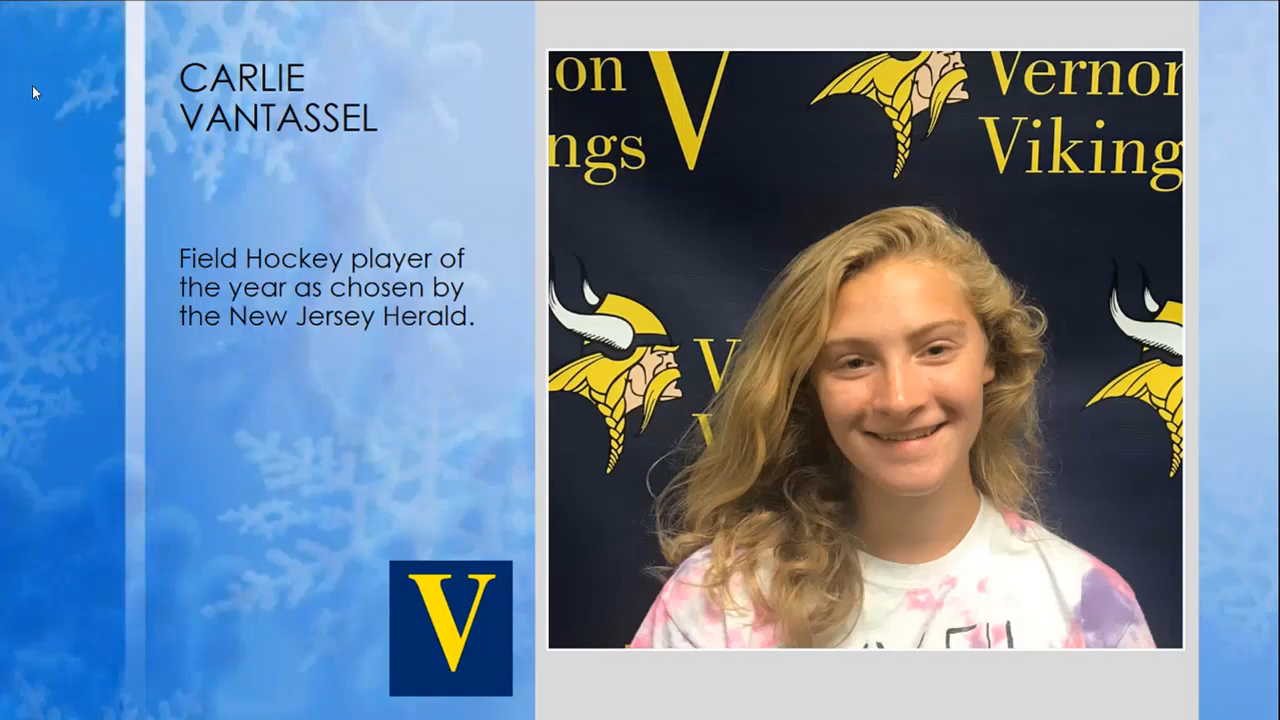 CARLIE
VANTASSEL
Field Hockey player of
the year as chosen by
the New Jersey Herald.
V
on V Vernon
ngs Viking
V
V